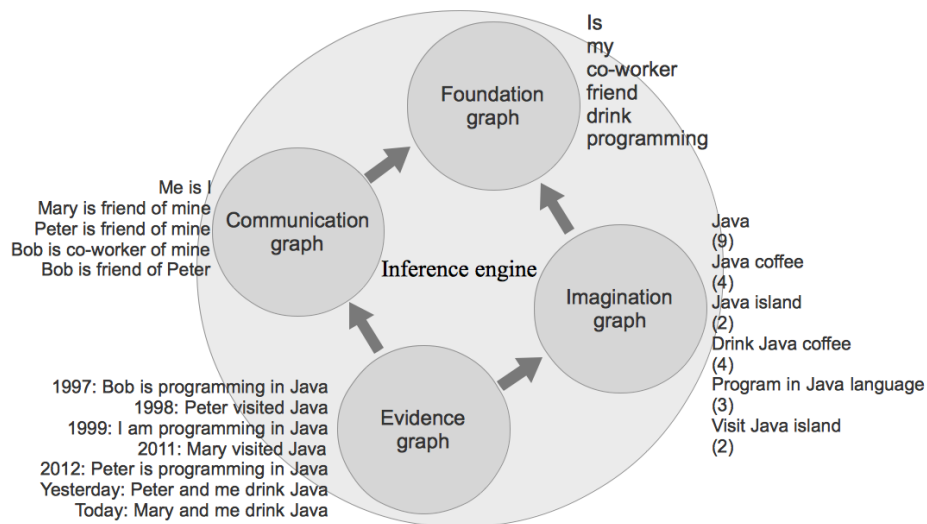 Foundation
graph
Is
my
co-worker
friend
drink
programming
Communication
graph
Me is I
Mary is friend of mine
Peter is friend of mine
Bob is co-worker of mine
Bob is friend of Peter
Inference engine
Imagination
graph
Java
(9)
Java coffee
(4)
Java island
(2)
Drink Java coffee
(4)
Program in Java language
(3)
Visit Java island
(2)
Evidence
graph
1997: Bob is programming in Java
1998: Peter visited Java
1999: I am programming in Java
2011: Mary visited Java
2012: Peter is programming in Java
Yesterday: Peter and me drink Java
Today: Mary and me drink Java